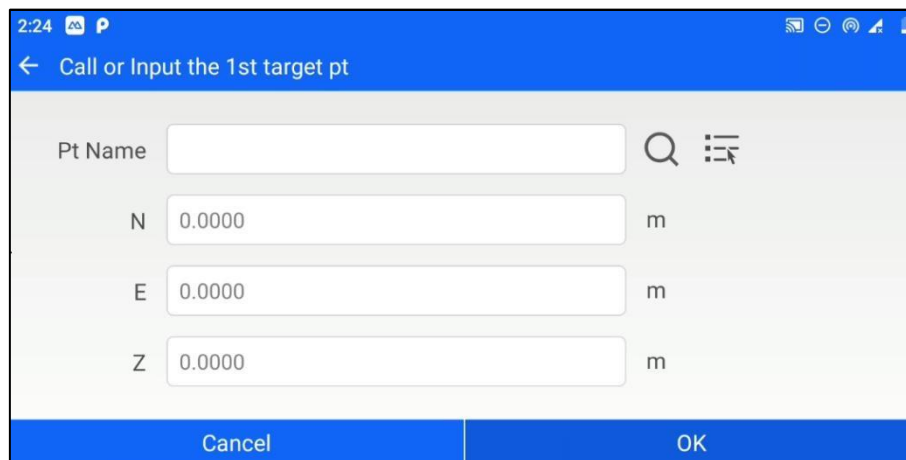 2:24
Call or Input the 1st target pt
Pt Name
N 0.0000 m
E 0.0000 m
Z 0.0000 m
Cancel OK